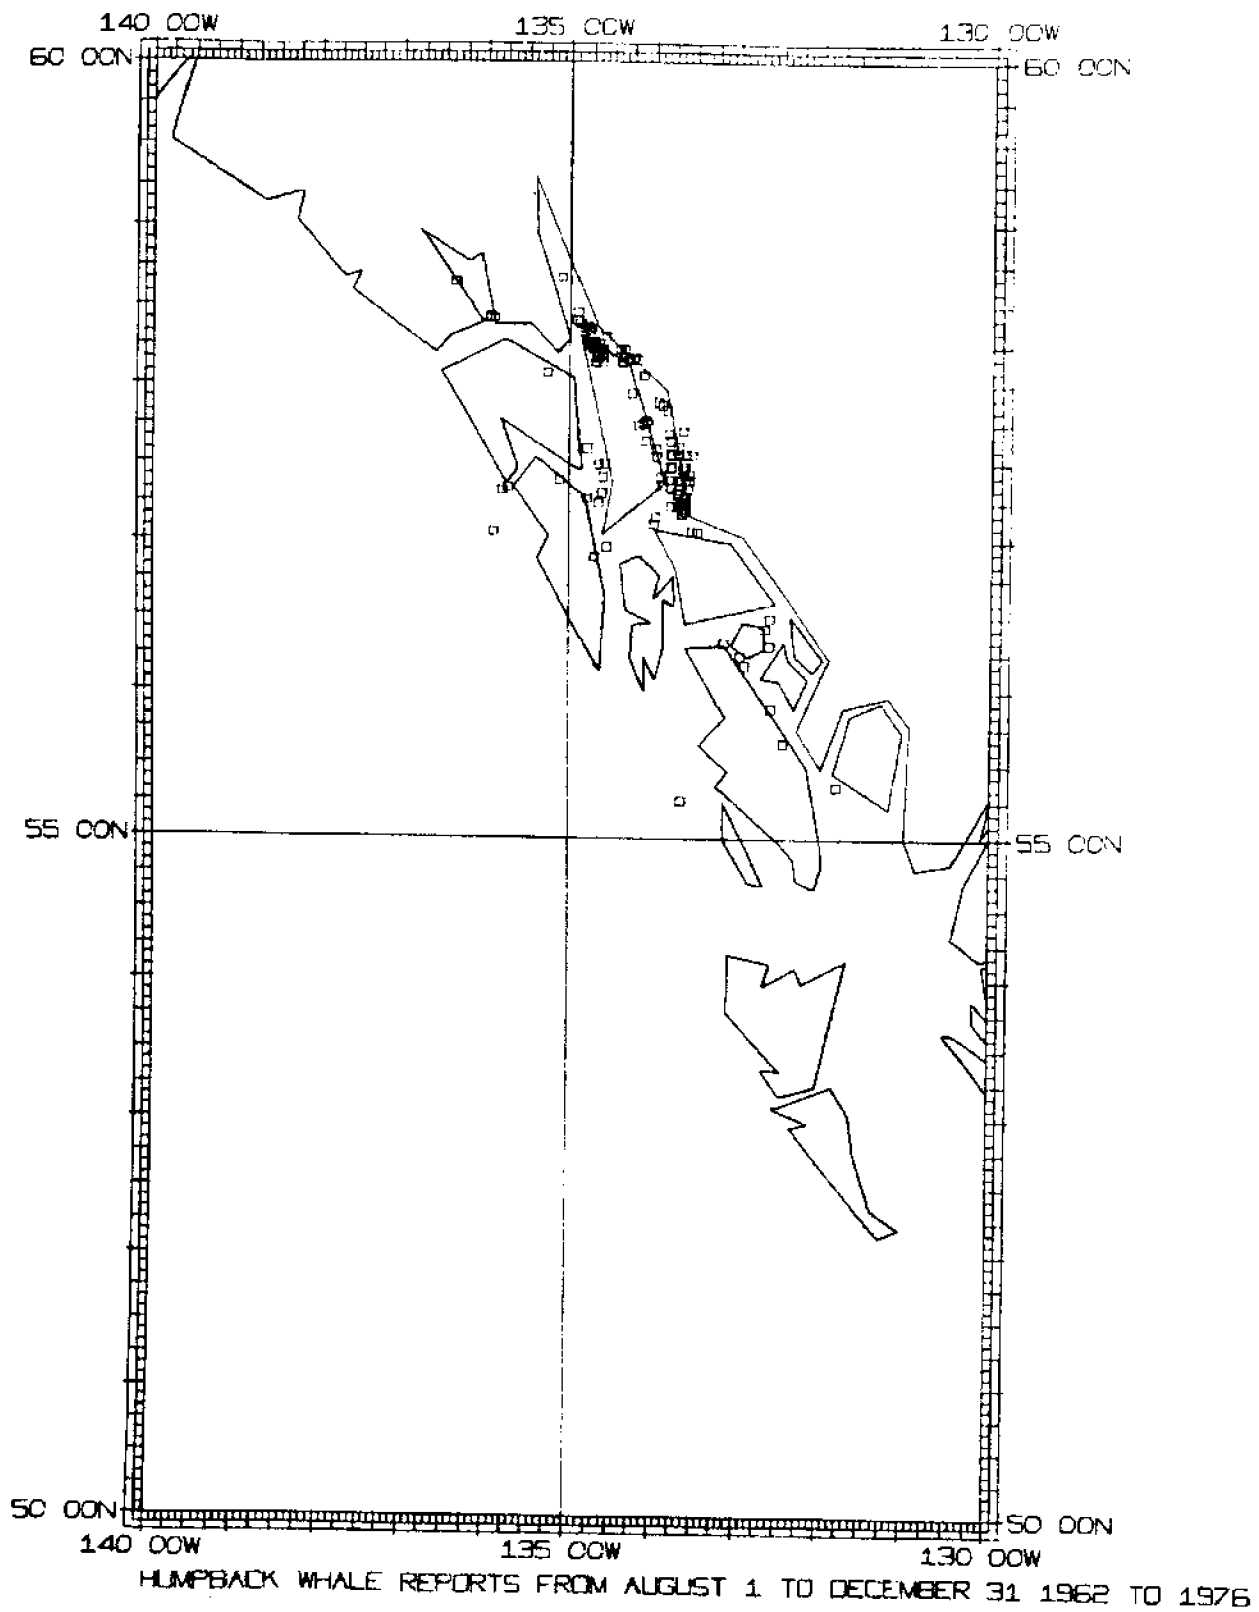 140 00W 135 00W 130 00W
60 00N 60 00N
55 00N 55 00N
50 00N 50 00N
140 00W 135 00W 130 00W
HUMPBACK WHALE REPORTS FROM AUGUST 1 TO DECEMBER 31 1962 TO 1976